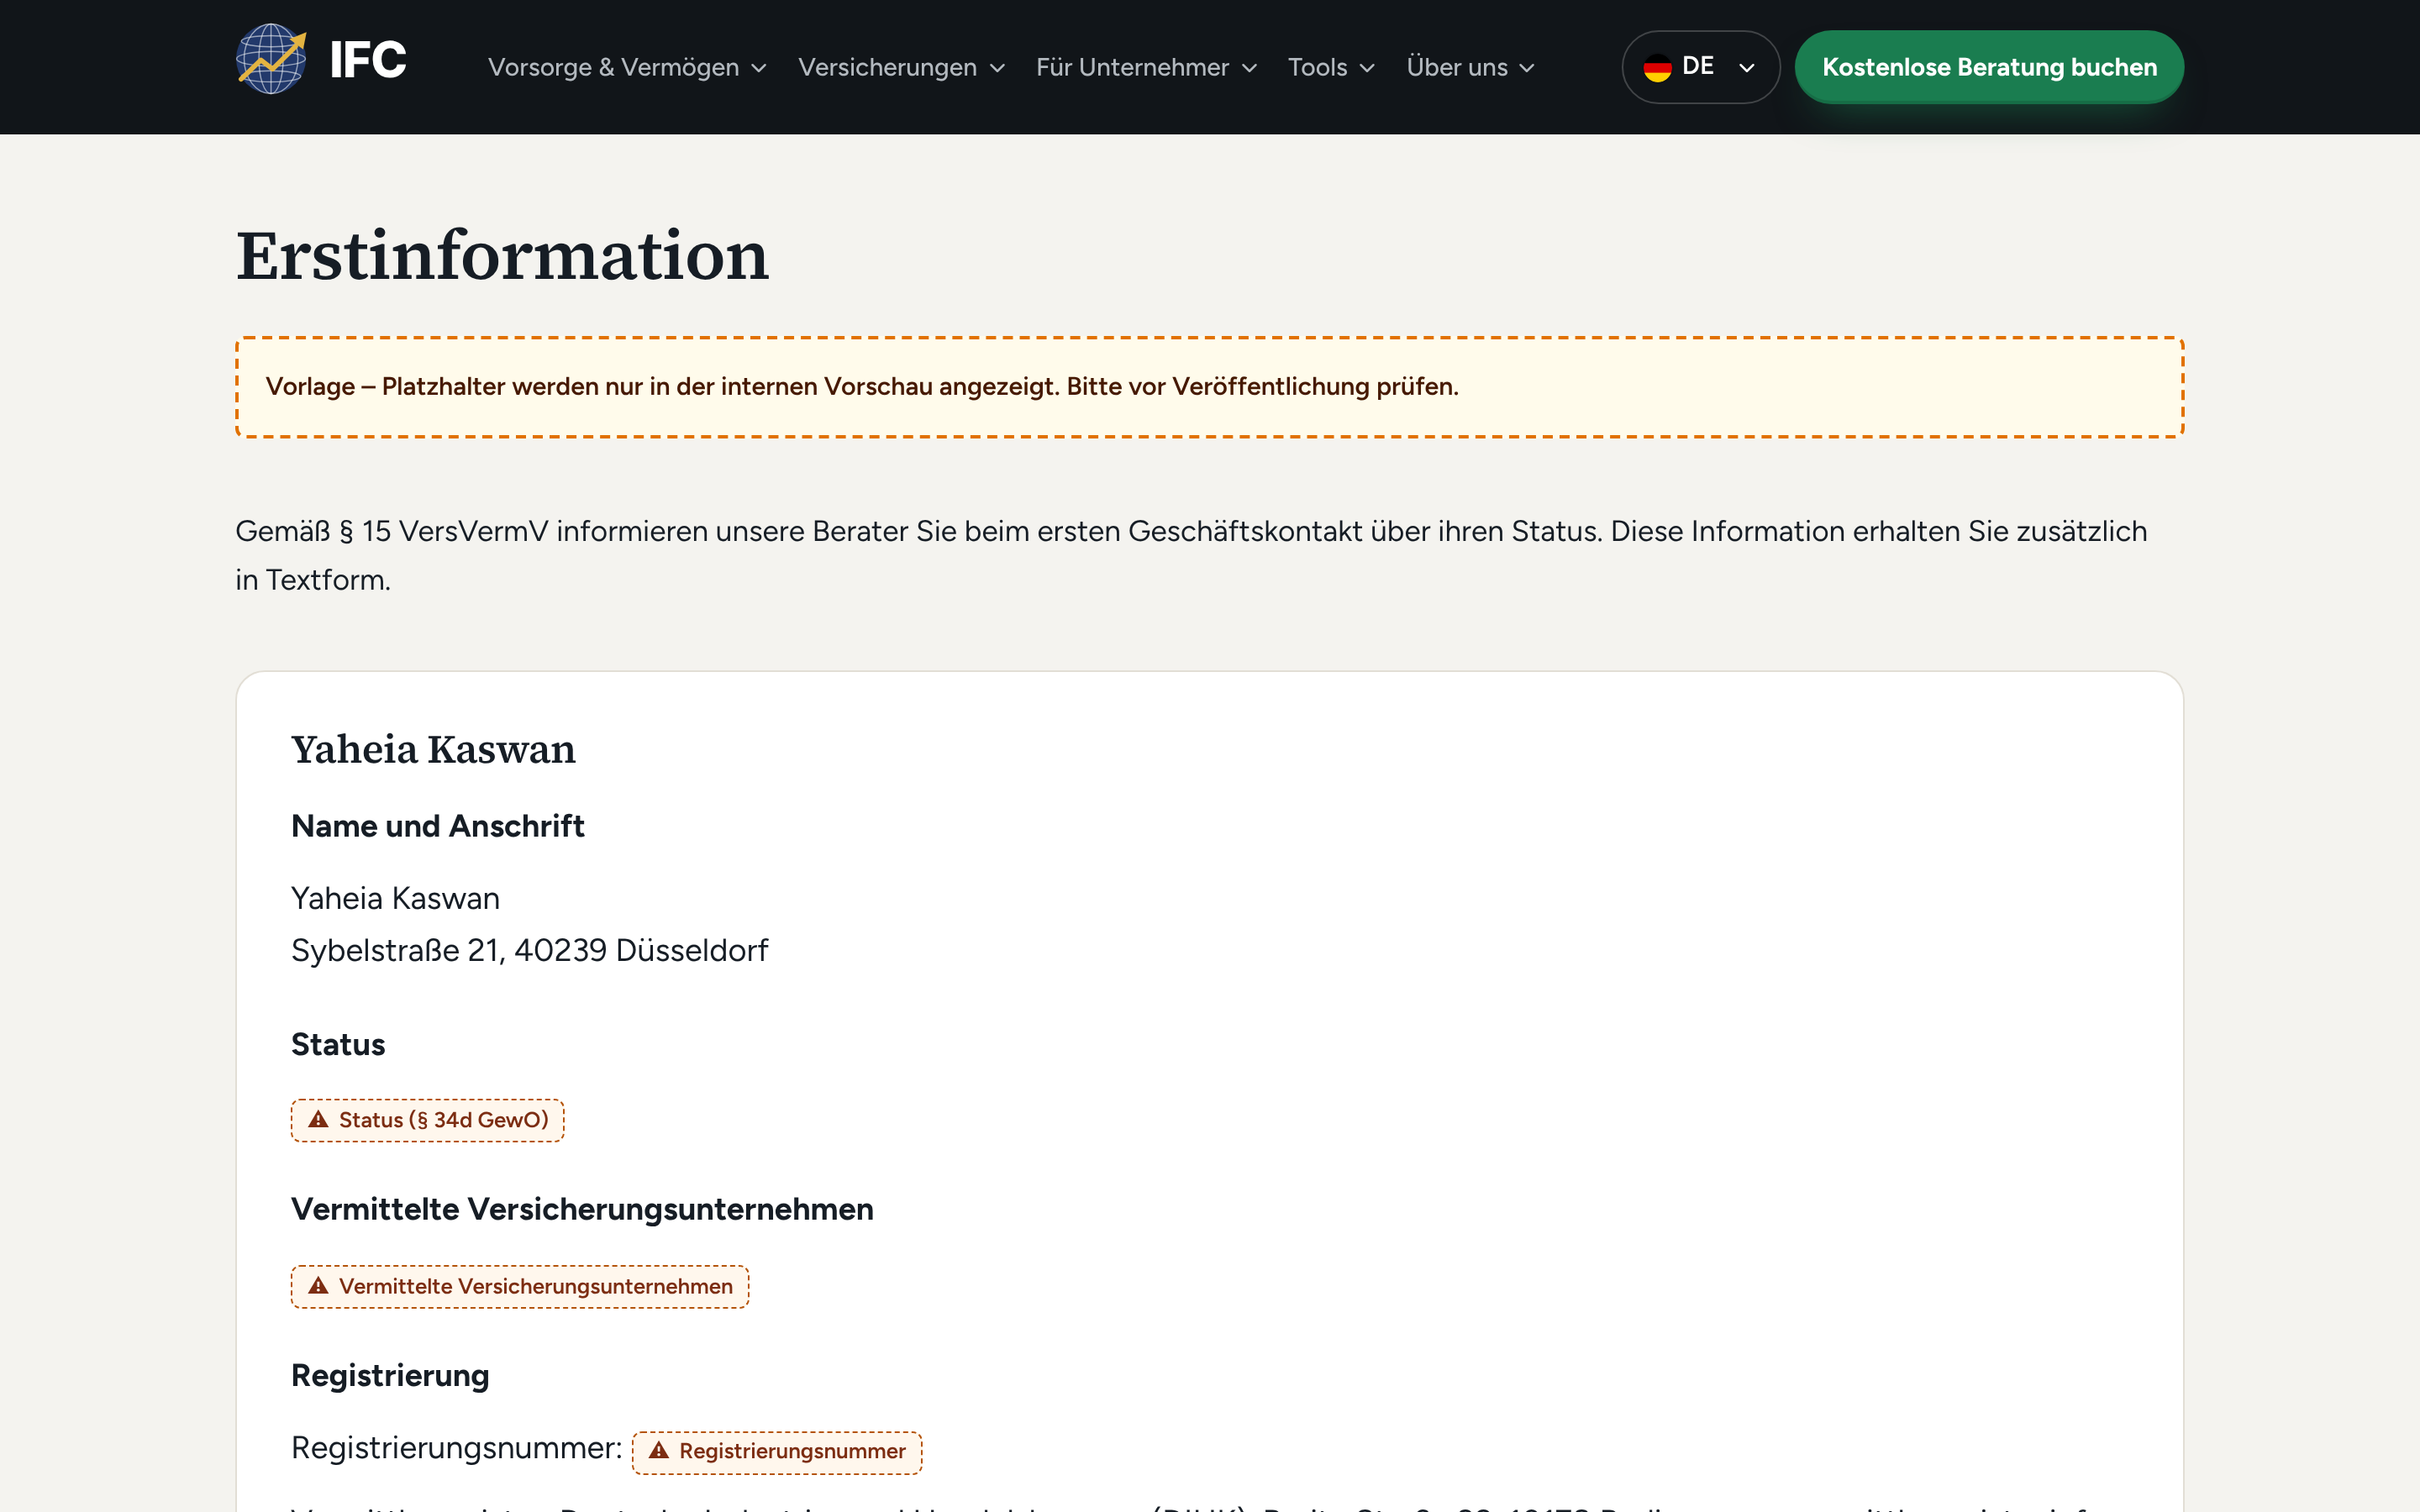 IFC
Vorsorge & Vermögen
Versicherungen
Für Unternehmer
Tools
Über uns
DE
Kostenlose Beratung buchen
Erstinformation
Vorlage – Platzhalter werden nur in der internen Vorschau angezeigt. Bitte vor Veröffentlichung prüfen.
Gemäß § 15 VersVermV informieren unsere Berater Sie beim ersten Geschäftskontakt über ihren Status. Diese Information erhalten Sie zusätzlich
in Textform.
Yaheia Kaswan
Name und Anschrift
Yaheia Kaswan
Sybelstraße 21, 40239 Düsseldorf
Status
Status (§ 34d GewO)
Vermittelte Versicherungsunternehmen
Vermittelte Versicherungsunternehmen
Registrierung
Registrierungsnummer: Registrierungsnummer